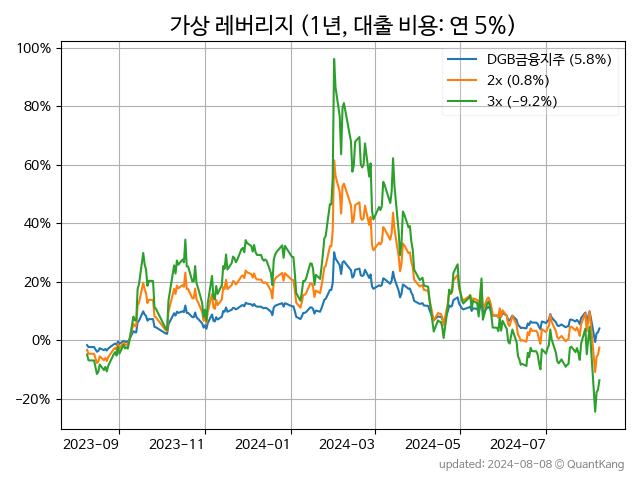 가상 레버리지 (1년, 대출 비용: 연 5%)
100%
80%
60%
40%
20%
0%
−20%
DGB금융지주 (5.8%)
2x (0.8%)
3x (−9.2%)
2023-09
2023-11
2024-01
2024-03
2024-05
2024-07
updated: 2024-08-08 © QuantKang